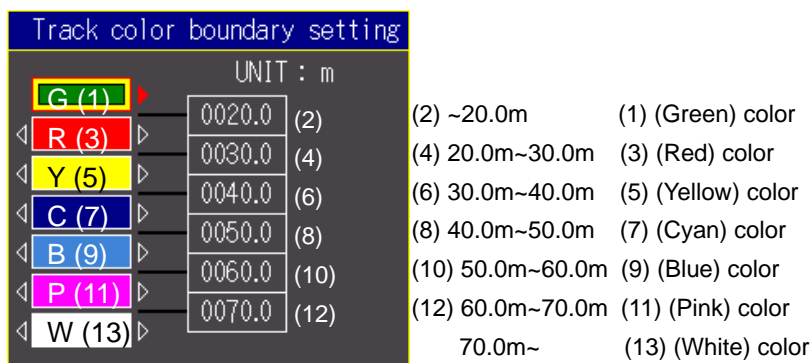 Track color boundary setting
UNIT : m
G (1)
0020.0 (2)
R (3)
0030.0 (4)
Y (5)
0040.0 (6)
C (7)
0050.0 (8)
B (9)
0060.0 (10)
P (11)
0070.0 (12)
W (13)
(2) ~20.0m (1) (Green) color
(4) 20.0m~30.0m (3) (Red) color
(6) 30.0m~40.0m (5) (Yellow) color
(8) 40.0m~50.0m (7) (Cyan) color
(10) 50.0m~60.0m (9) (Blue) color
(12) 60.0m~70.0m (11) (Pink) color
70.0m~ (13) (White) color